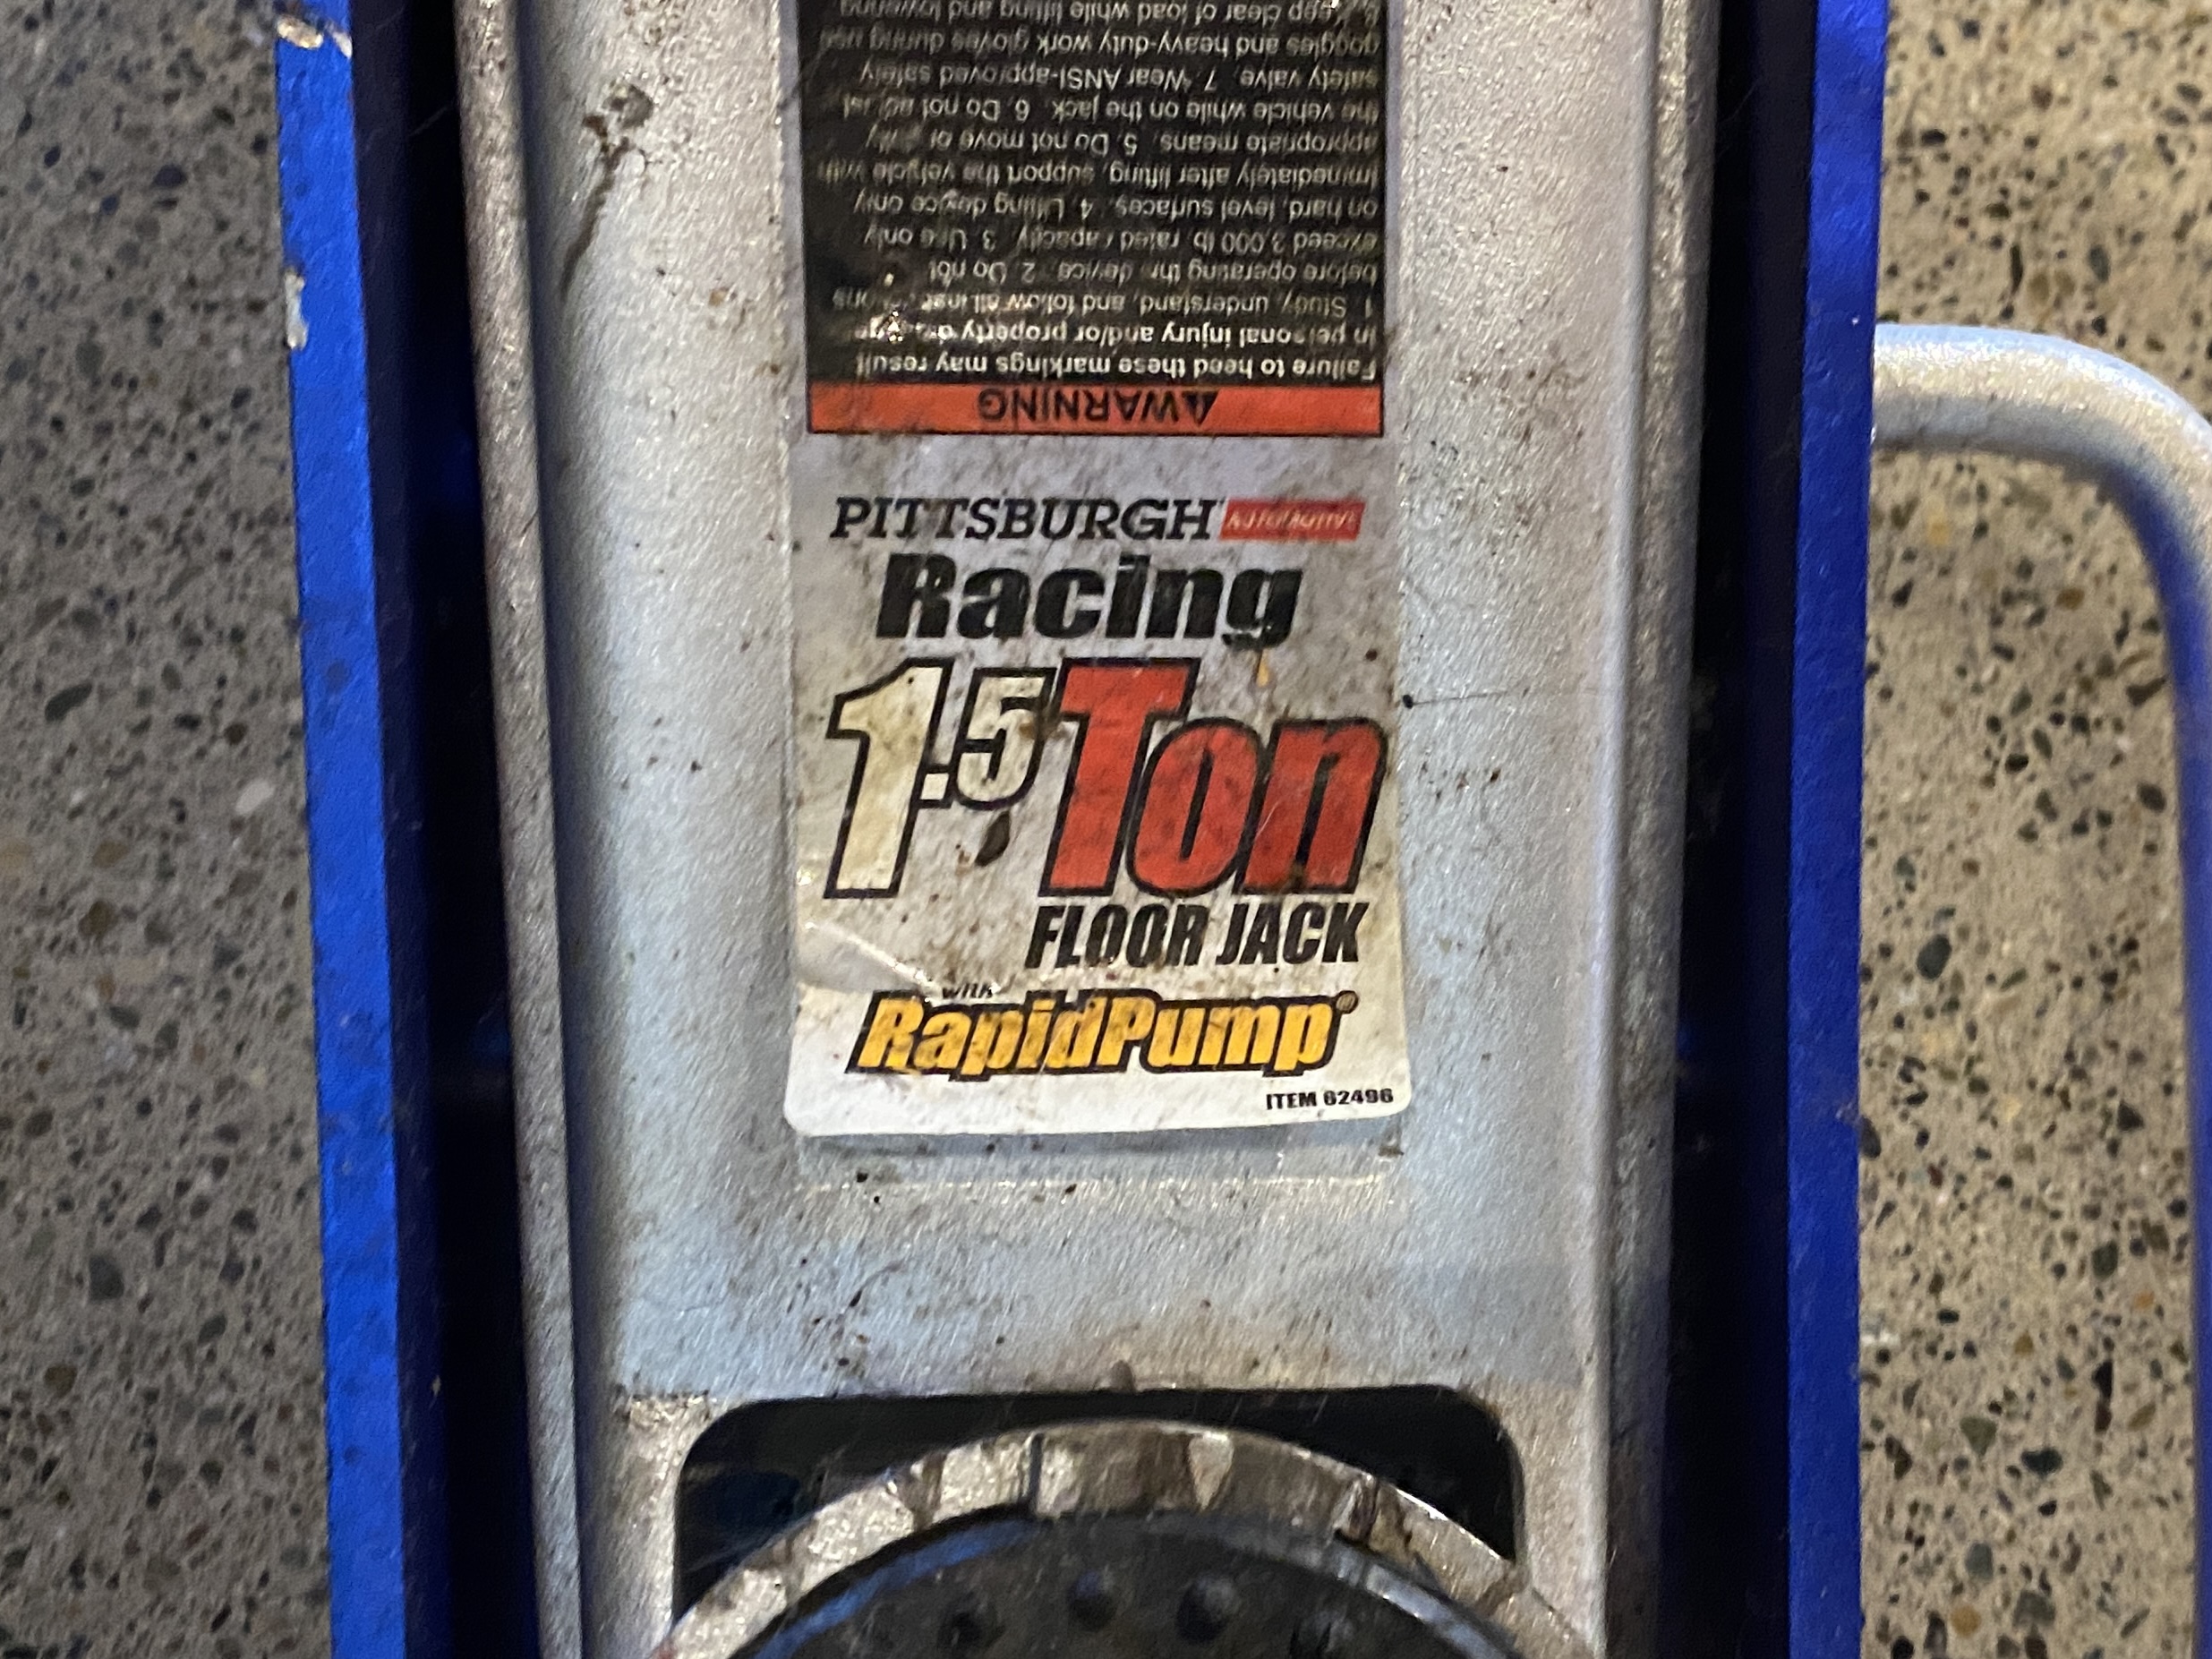 PITTSBURGH AUTOMOTIVE
Racing
1.5 Ton
FLOOR JACK
WITH
RapidPump®
ITEM 62496
⚠WARNING
Failure to heed these markings may result
in personal injury and/or property
1. Study, understand, and follow all
before operating this device. 2. Do not
exceed 3,000 lb. rated capacity. 3. Use only
on hard, level surfaces. 4. Lifting device only
Immediately after lifting, support the vehicle with
appropriate means. 5. Do not move or
the vehicle while on the jack. 6. Do not adjust
safety valve. 7. Wear ANSI-approved safety
goggles and heavy-duty work gloves during use
Keep clear of load while lifting and lowering